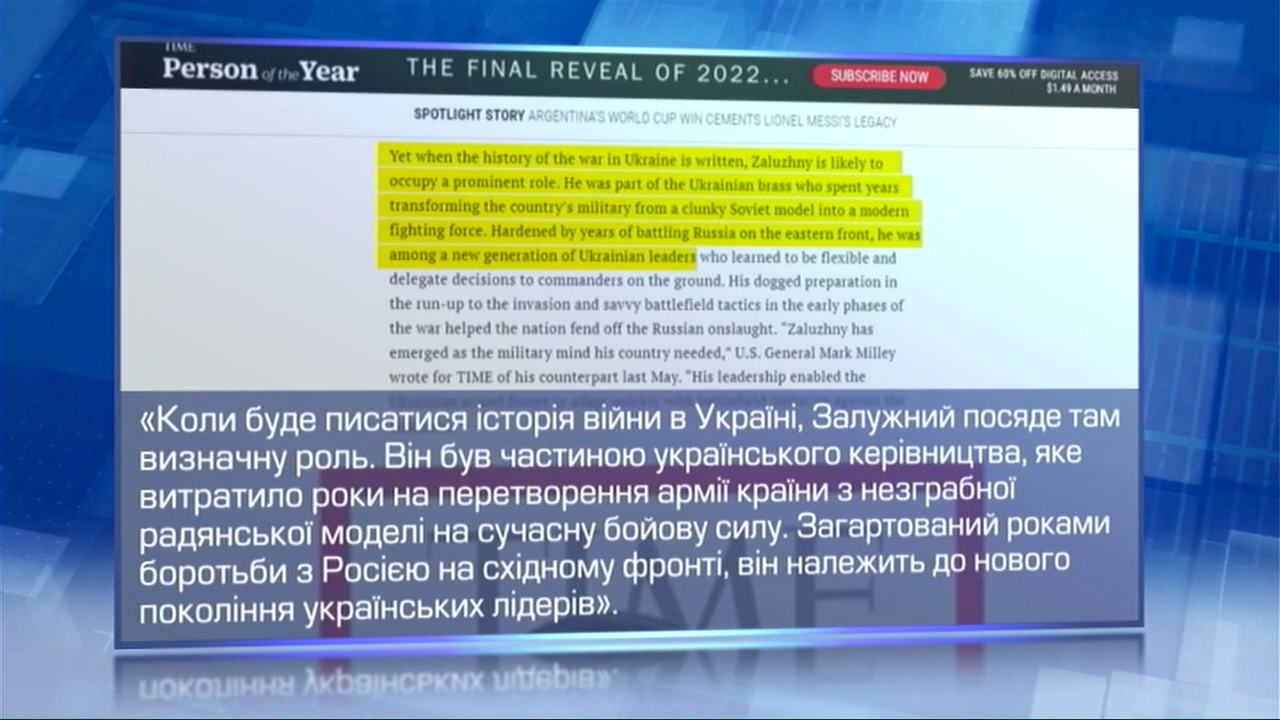 TIME
Person of the Year
THE FINAL REVEAL OF 2022...
SUBSCRIBE NOW
SAVE 60% OFF DIGITAL ACCESS
$1.49 A MONTH
SPOTLIGHT STORY ARGENTINA'S WORLD CUP WIN CEMENTS LIONEL MESSI'S LEGACY
Yet when the history of the war in Ukraine is written, Zaluzhny is likely to
occupy a prominent role. He was part of the Ukrainian brass who spent years
transforming the country's military from a clunky Soviet model into a modern
fighting force. Hardened by years of battling Russia on the eastern front, he was
among a new generation of Ukrainian leaders who learned to be flexible and
delegate decisions to commanders on the ground. His dogged preparation in
the run-up to the invasion and savvy battlefield tactics in the early phases of
the war helped the nation fend off the Russian onslaught. "Zaluzhny has
emerged as the military mind his country needed," U.S. General Mark Milley
wrote for TIME of his counterpart last May. "His leadership enabled the
«Коли буде писатися історія війни в Україні, Залужний посяде там
визначну роль. Він був частиною українського керівництва, яке
витратило роки на перетворення армії країни з незграбної
радянської моделі на сучасну бойову силу. Загартований роками
боротьби з Росією на східному фронті, він належить до нового
покоління українських лідерів».
TIME